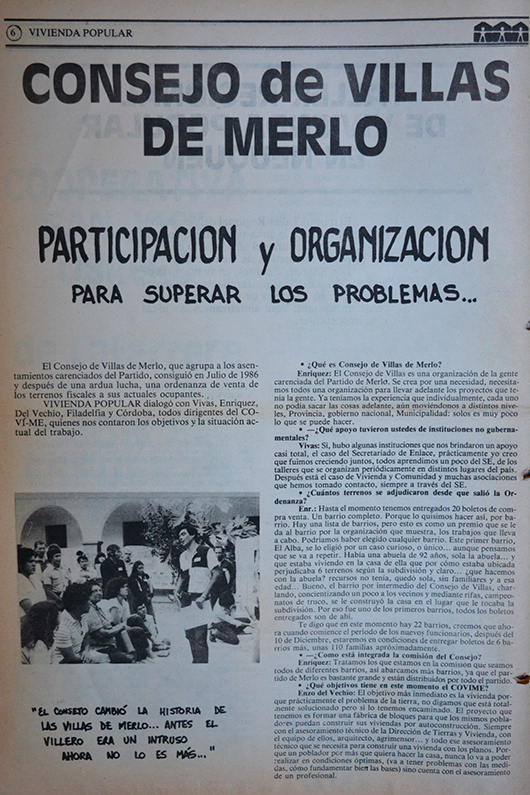 6 VIVIENDA POPULAR
CONSEJO de VILLAS
DE MERLO
PARTICIPACION y ORGANIZACION
PARA SUPERAR LOS PROBLEMAS...
El Consejo de Villas de Merlo, que agrupa a los asen-
tamientos carenciados del Partido, consiguió en Julio de 1986
y después de una ardua lucha, una ordenanza de venta de
los terrenos fiscales a sus actuales ocupantes.
VIVIENDA POPULAR dialogó con Vivas, Enriquez,
Del Vechio, Filadelfia y Córdoba, todos dirigentes del CO-
VI-ME, quienes nos contaron los objetivos y la situación ac-
tual del trabajo.
"EL CONSEJO CAMBIÓ LA HISTORIA DE
LAS VILLAS DE MERLO... ANTES EL
VILLERO ERA UN INTRUSO
AHORA NO LO ES MAS..."
• ¿Qué es Consejo de Villas de Merlo?
Enriquez: El Consejo de Villas es una organización de la gente
carenciada del Partido de Merlo. Se crea por una necesidad, necesita-
mos todos una organización para llevar adelante los proyectos que te-
nía la gente. Ya teníamos la experiencia que individualmente, cada uno
no podía sacar las cosas adelante, aún moviéndonos a distintos nive-
les, Provincia, gobierno nacional, Municipalidad: solos es muy poco
lo que se puede hacer.
• —¿Qué apoyo tuvieron ustedes de instituciones no guberna-
mentales?
Vivas: Si, hubo algunas instituciones que nos brindaron un apoyo
casi total, el caso del Secretariado de Enlace, prácticamente yo creo
que fuimos creciendo juntos, todos aprendimos un poco del SE, de los
talleres que se organizan periódicamente en distintos lugares del país.
Después está el caso de Vivienda y Comunidad y muchas asociaciones
que hemos tomado contacto, siempre a través del SE.
• ¿Cuántos terrenos se adjudicaron desde que salió la Or-
denanza?
Enr.: Hasta el momento tenemos entregados 20 boletos de com-
pra venta. Un barrio completo. Porque lo quisimos hacer así, por ba-
rrio. Hay una lista de barrios, pero esto es como un premio que se le
da al barrio por la organización que muestra, los trabajos que lleva
a cabo. Podríamos haber elegido cualquier barrio. Este primer barrio,
El Alba, se lo eligió por un caso curioso, o único... aunque pensamos
que se va a repetir. Había una abuela de 92 años, sola la abuela... y
que estaba viviendo en la casa de ella que por cómo estaba ubicada
perjudicaba 6 terrenos según la subdivisión y claro... ¿qué hacemos
con la abuela? recursos no tenía, quedó sola, sin familiares y a esa
edad... Bueno, el barrio por intermedio del Consejo de Villas, char-
lando, concientizando un poco a los vecinos y mediante rifas, campeo-
natos de truco, se le construyó la casa en el lugar que le tocaba la
subdivisión. Por eso fue uno de los primeros barrios, todos los boletos
entregados son de ahí.
Te digo que en este momento hay 22 barrios, creemos que aho-
ra cuando comience el período de los nuevos funcionarios, después del
10 de Diciembre, estaremos en condiciones de entregar boletos de 6
barrios más, unas 110 familias aproximadamente.
• —¿Como está integrada la comisión del Consejo?
Enriquez: Tratamos los que estamos en la comisión que seamos
todos de diferentes barrios, así abarcamos más barrios, ya que el par-
tido de Merlo es bastante grande y están distribuidos por todo el partido.
• ¿Qué objetivos tiene en este momento el COVIME?
Enzo del Vechio: El objetivo más inmediato es la vivienda por-
que prácticamente el problema de la tierra, no digamos que está total-
mente solucionado pero si lo tenemos encaminado. El proyecto que
tenemos es formar una fábrica de bloques para que los mismos pobla-
dores puedan construir sus viviendas por autoconstrucción. Siempre
con el asesoramiento técnico de la Dirección de Tierras y Vivienda, con
el equipo de ellos, arquitecto, agrimensor... y todo ese asesoramiento
técnico que se necesita para construir una vivienda con los planos. Por-
que un poblador por más que quiera hacer la casa, nunca lo va a poder
realizar en condiciones óptimas, (va a tener problemas con las medi-
das, cómo fundamentar bien las bases) sino cuenta con el asesoramiento
de un profesional.